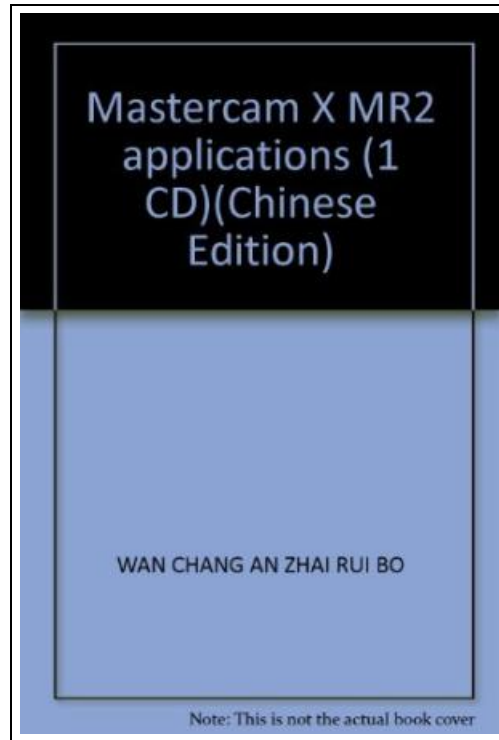 Mastercam X MR2
applications (1
CD)(Chinese
Edition)
WAN CHANG AN ZHAI RUI BO
Note: This is not the actual book cover